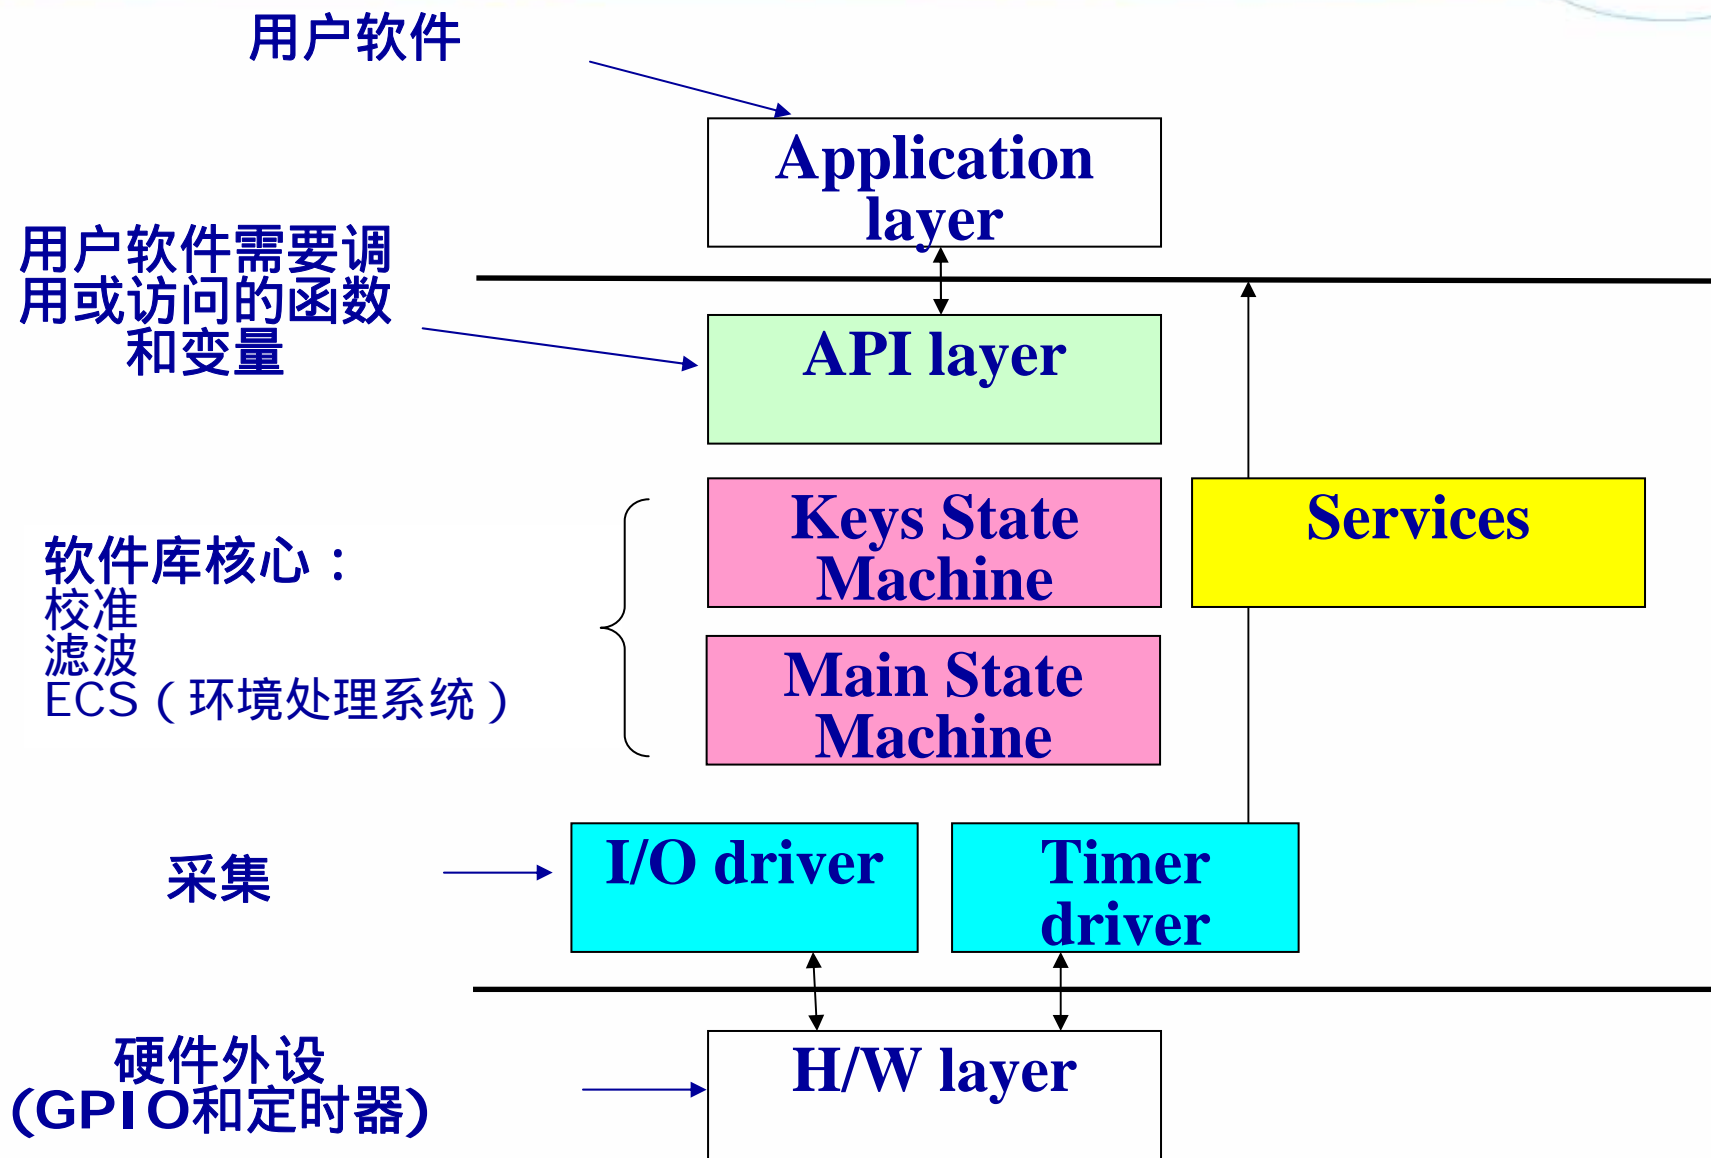 用户软件
Application
layer
用户软件需要调
用或访问的函数
和变量
API layer
Keys State
Machine
Services
软件库核心：
校准
滤波
ECS（环境处理系统）
Main State
Machine
采集
I/O driver
Timer
driver
硬件外设
(GPIO和定时器)
H/W layer